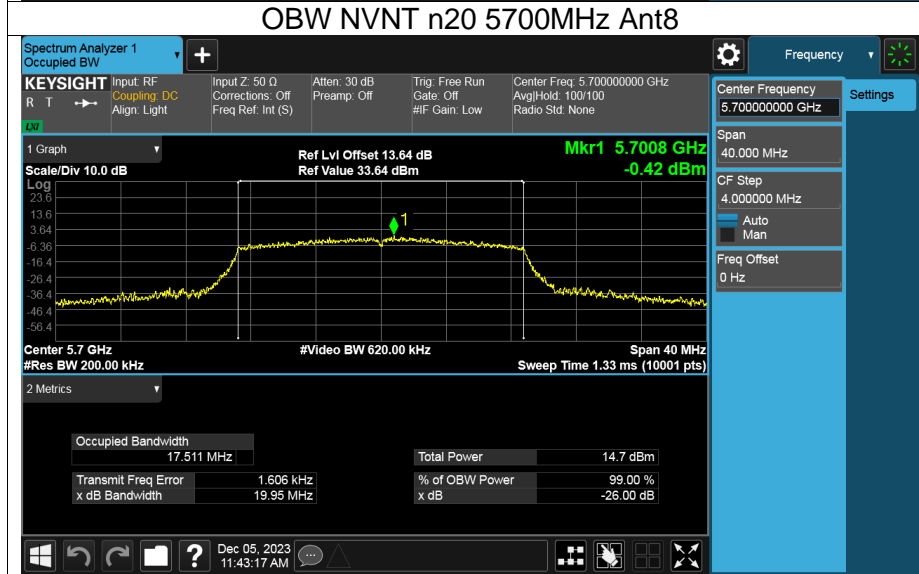 OBW NVNT n20 5700MHz Ant8
Spectrum Analyzer 1
Occupied BW
+
Frequency
KEYSIGHT
R T
LXI
Input: RF
Coupling: DC
Align: Light
Input Z: 50 Ω
Corrections: Off
Freq Ref: Int (S)
Atten: 30 dB
Preamp: Off
Trig: Free Run
Gate: Off
#IF Gain: Low
Center Freq: 5.700000000 GHz
Avg|Hold: 100/100
Radio Std: None
Center Frequency
5.700000000 GHz
Settings
Span
40.000 MHz
CF Step
4.000000 MHz
Auto
Man
Freq Offset
0 Hz
1 Graph
Scale/Div 10.0 dB
Ref Lvl Offset 13.64 dB
Ref Value 33.64 dBm
Mkr1 5.7008 GHz
-0.42 dBm
Log
23.6
13.6
3.64
-6.36
-16.4
-26.4
-36.4
-46.4
-56.4
1
Center 5.7 GHz
#Video BW 620.00 kHz
Span 40 MHz
#Res BW 200.00 kHz
Sweep Time 1.33 ms (10001 pts)
2 Metrics
Occupied Bandwidth
17.511 MHz
Total Power 14.7 dBm
Transmit Freq Error 1.606 kHz
% of OBW Power 99.00 %
x dB Bandwidth 19.95 MHz
x dB -26.00 dB
?
Dec 05, 2023
11:43:17 AM